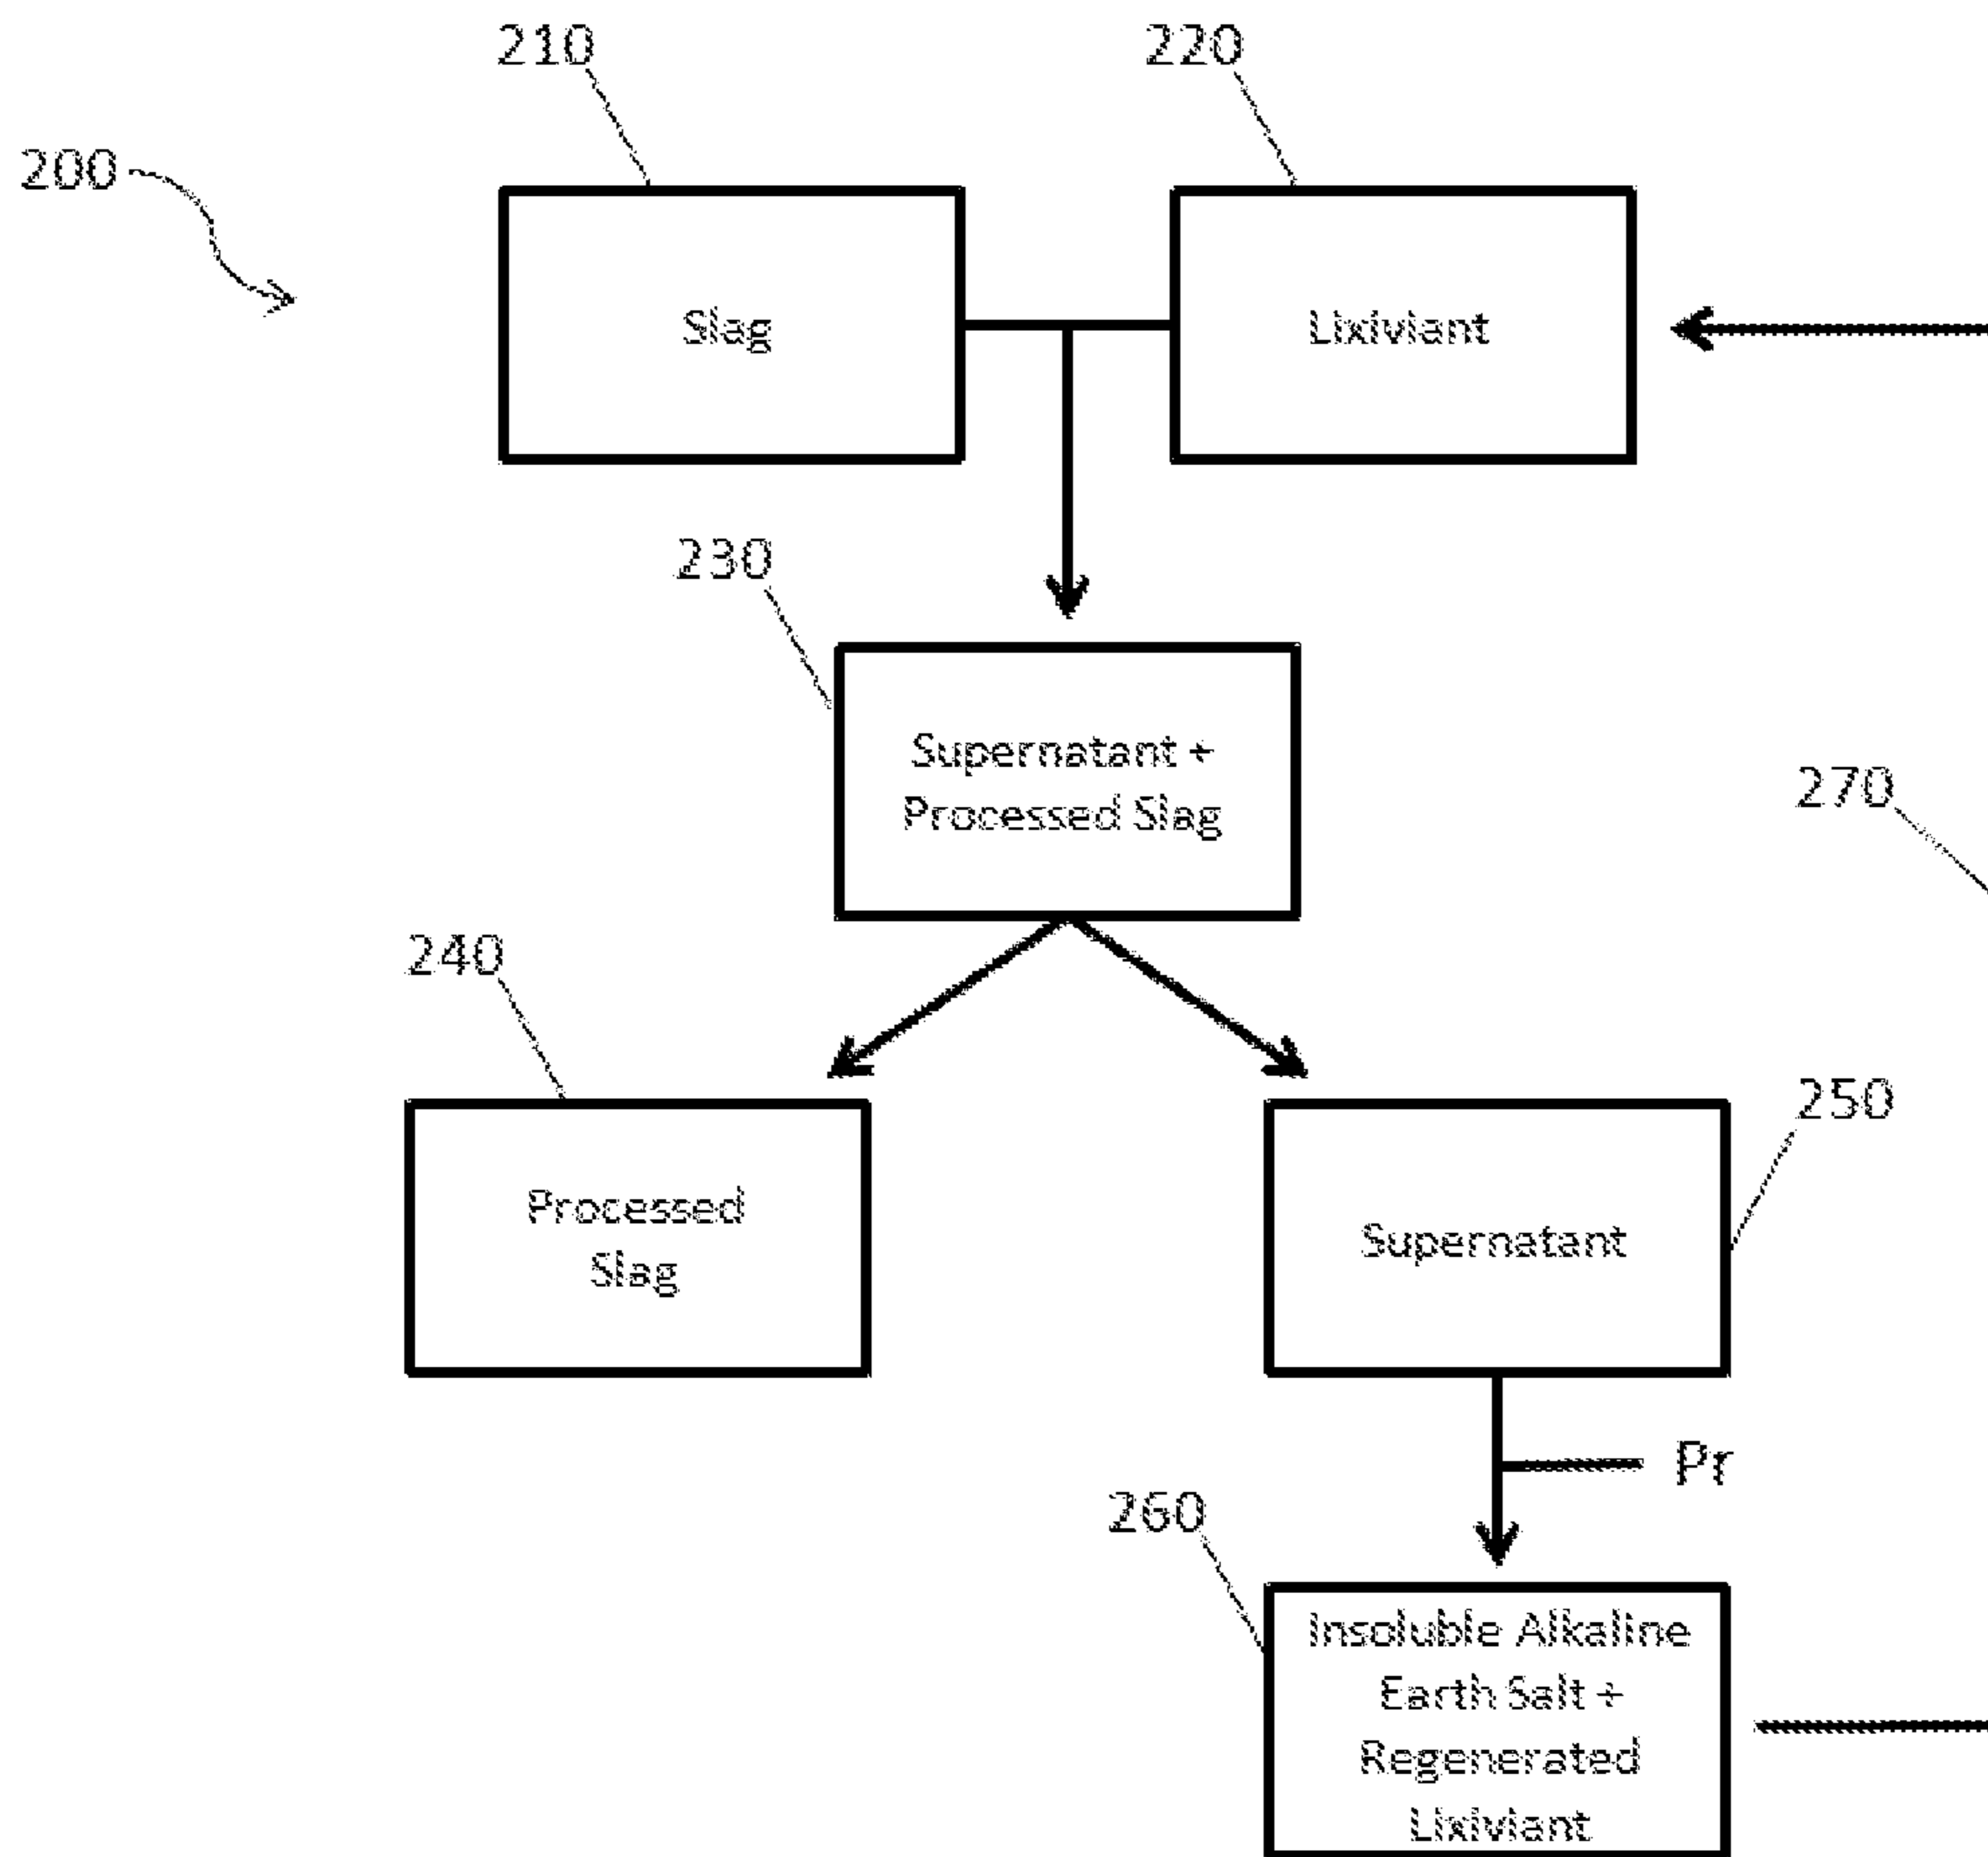 210
220
200
Slag
Lixiviant
230
Supernatant +
Processed Slag
270
240
250
Processed
Slag
Supernatant
Pr
260
Insoluble Alkaline
Earth Salt +
Regenerated
Lixiviant